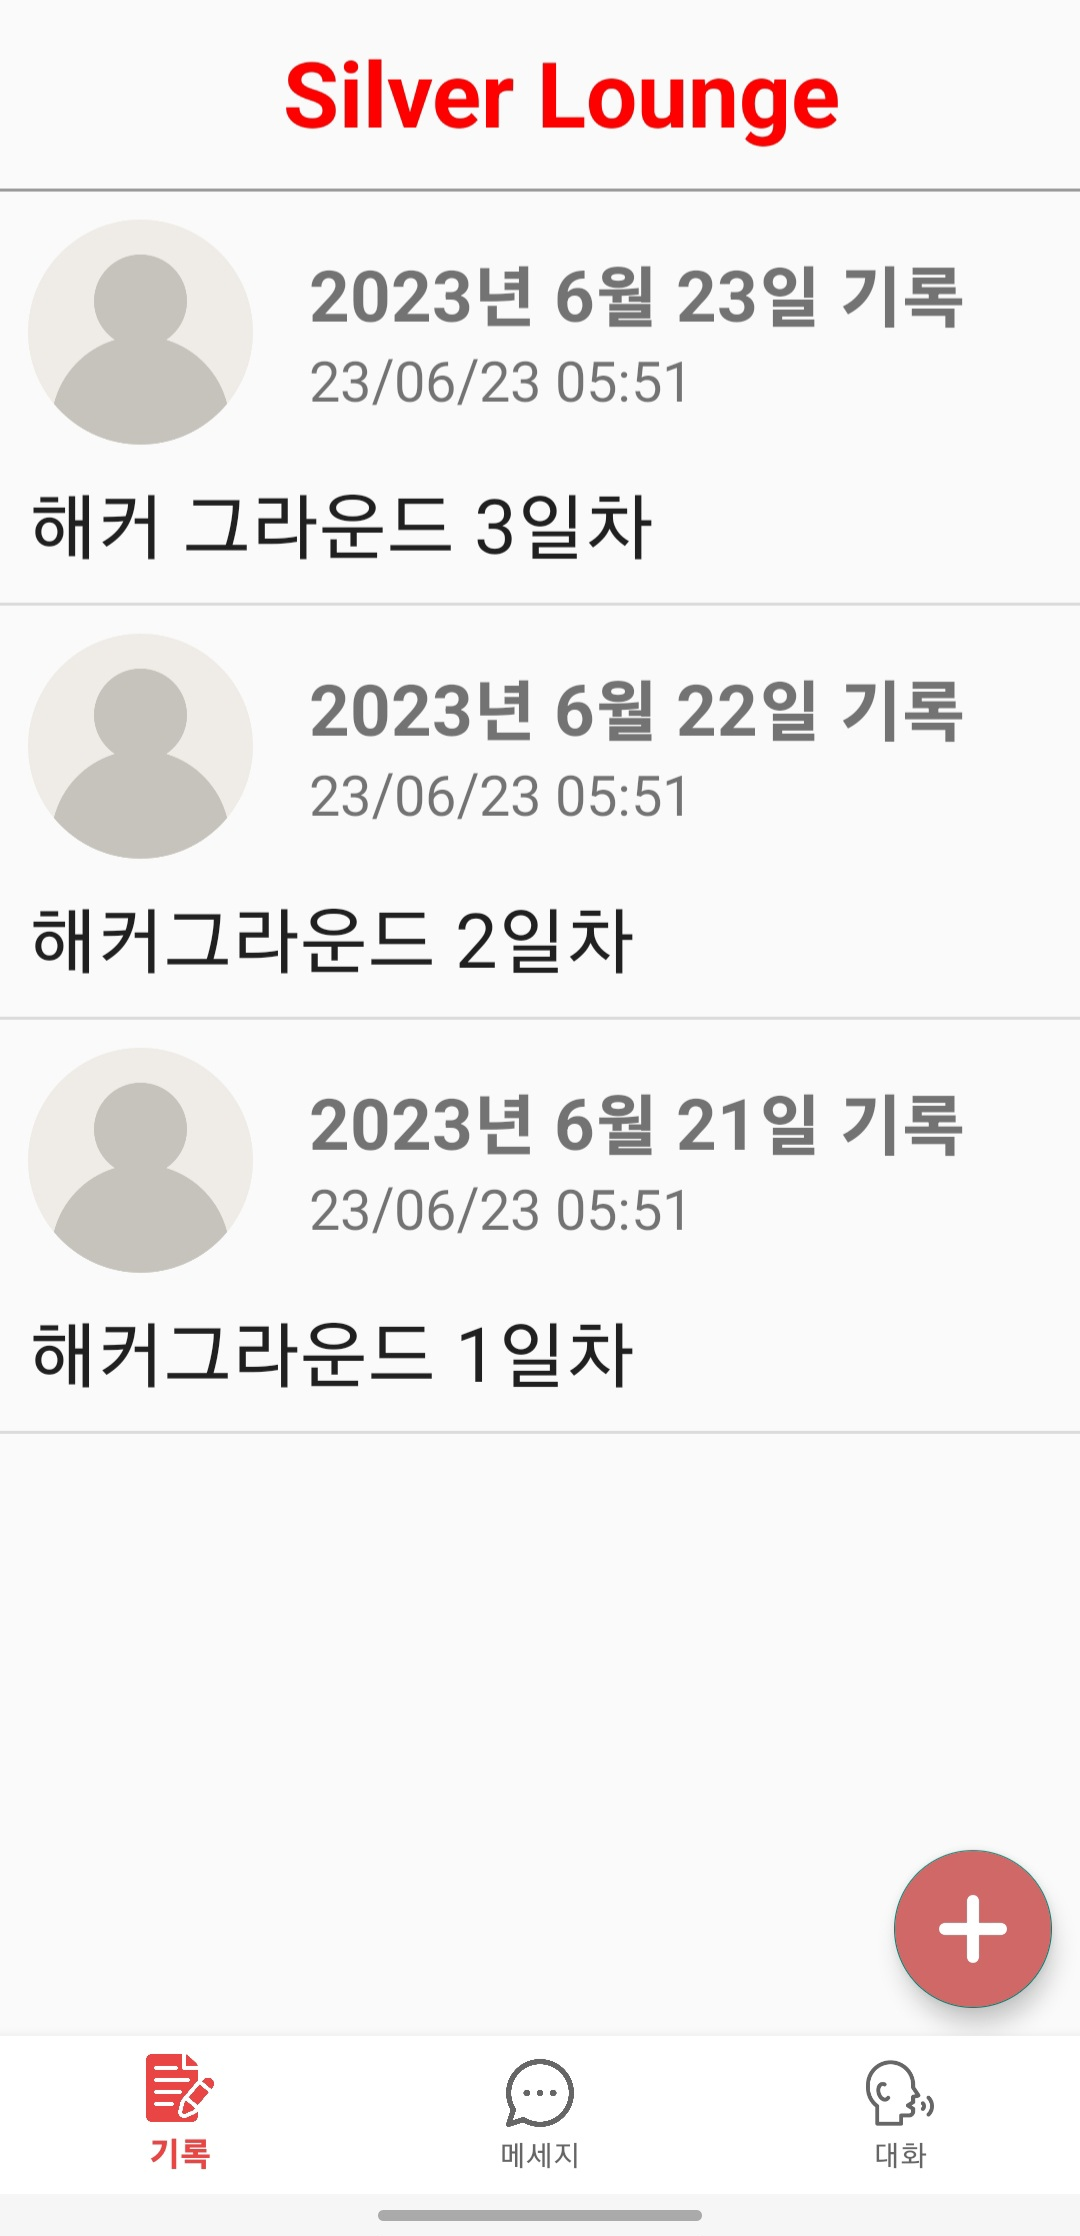 Silver Lounge
2023년 6월 23일 기록
23/06/23 05:51
해커 그라운드 3일차
2023년 6월 22일 기록
23/06/23 05:51
해커그라운드 2일차
2023년 6월 21일 기록
23/06/23 05:51
해커그라운드 1일차
기록
메세지
대화